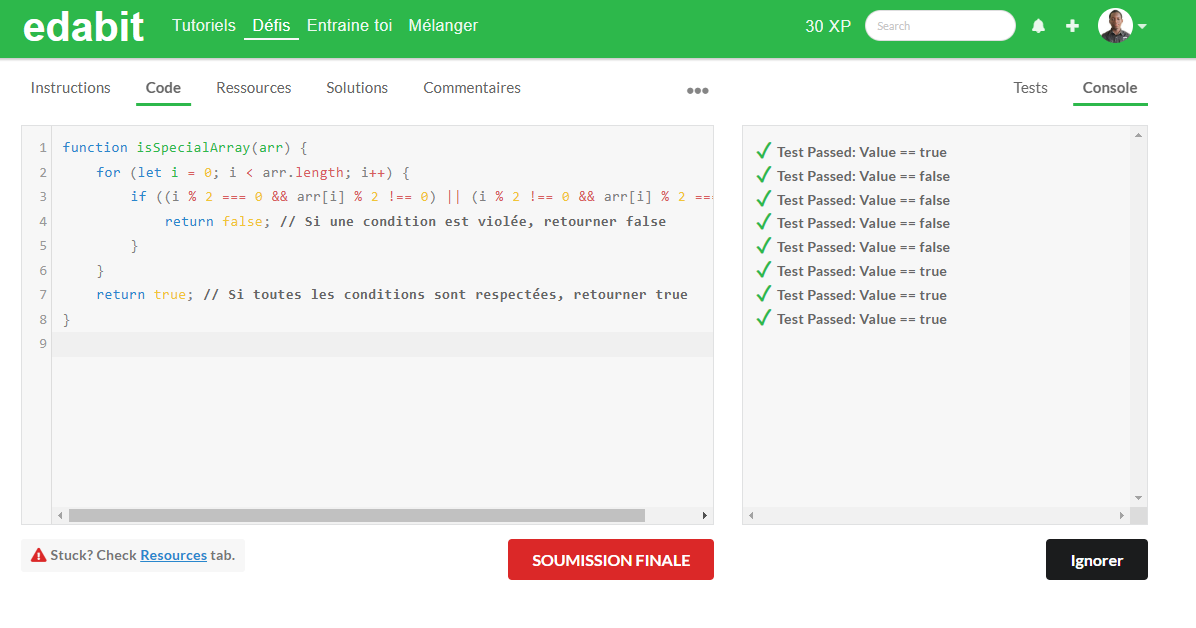 edabit Tutoriels Défis Entraine toi Mélanger 30 XP Search
Instructions Code Ressources Solutions Commentaires ●●● Tests Console
1 function isSpecialArray(arr) {
2 for (let i = 0; i < arr.length; i++) {
3 if ((i % 2 === 0 && arr[i] % 2 !== 0) || (i % 2 !== 0 && arr[i] % 2 ===
4 return false; // Si une condition est violée, retourner false
5 }
6 }
7 return true; // Si toutes les conditions sont respectées, retourner true
8 }
9
✓ Test Passed: Value == true
✓ Test Passed: Value == false
✓ Test Passed: Value == false
✓ Test Passed: Value == false
✓ Test Passed: Value == false
✓ Test Passed: Value == true
✓ Test Passed: Value == true
✓ Test Passed: Value == true
Stuck? Check Resources tab.
SOUMISSION FINALE
Ignorer